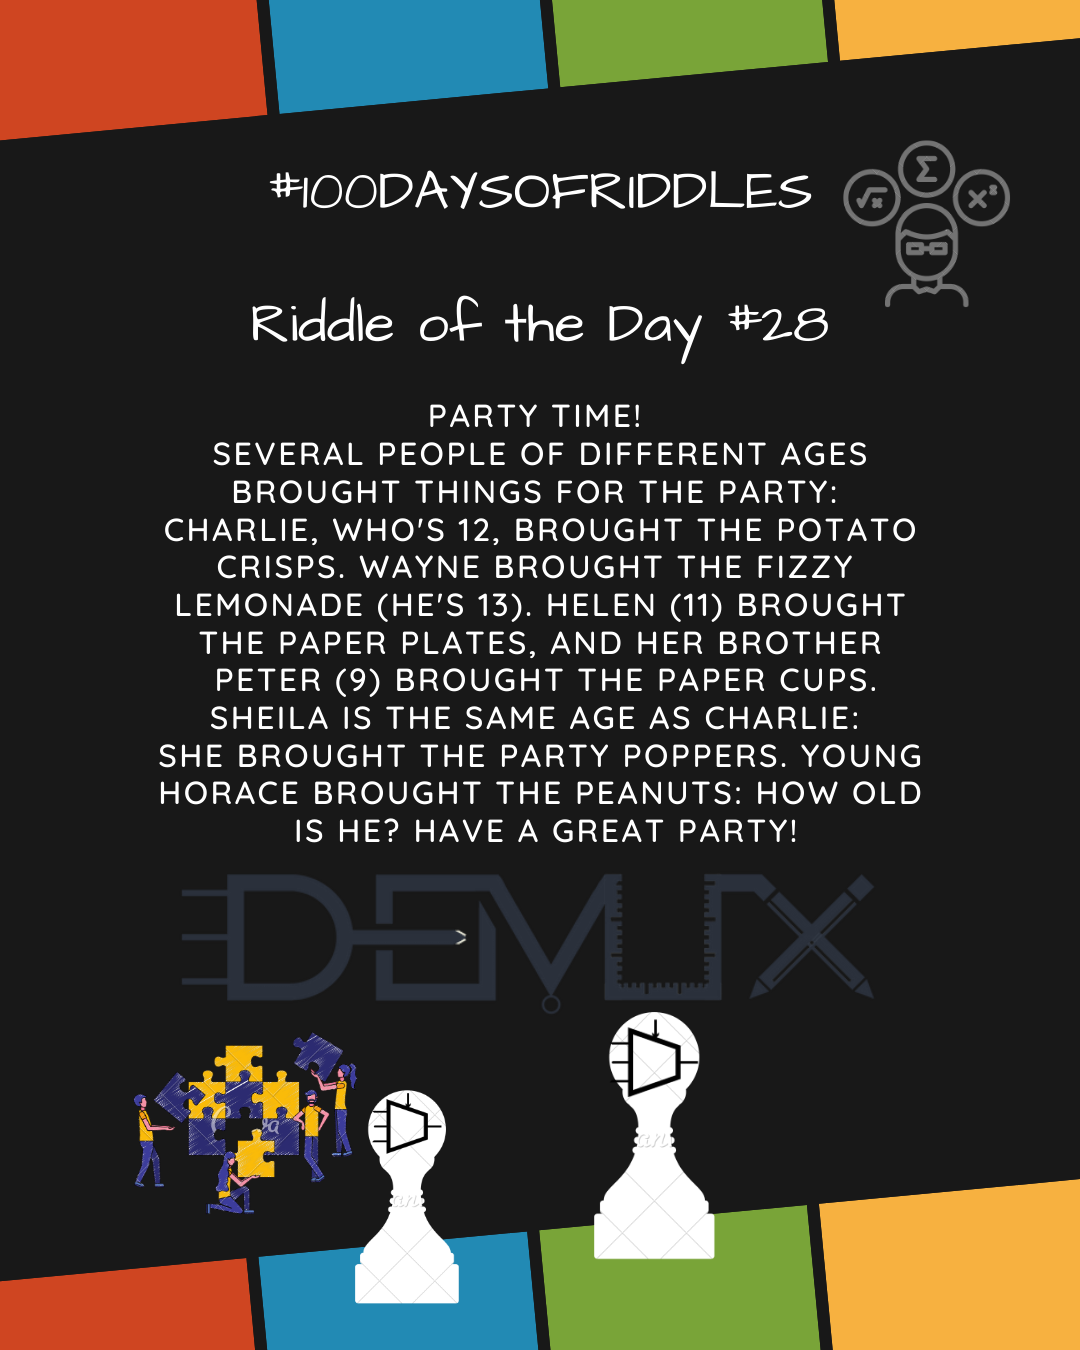 #100DAYSOFRIDDLES
Riddle of the Day #28
PARTY TIME!
SEVERAL PEOPLE OF DIFFERENT AGES
BROUGHT THINGS FOR THE PARTY:
CHARLIE, WHO'S 12, BROUGHT THE POTATO
CRISPS. WAYNE BROUGHT THE FIZZY
LEMONADE (HE'S 13). HELEN (11) BROUGHT
THE PAPER PLATES, AND HER BROTHER
PETER (9) BROUGHT THE PAPER CUPS.
SHEILA IS THE SAME AGE AS CHARLIE:
SHE BROUGHT THE PARTY POPPERS. YOUNG
HORACE BROUGHT THE PEANUTS: HOW OLD
IS HE? HAVE A GREAT PARTY!
DEMUX